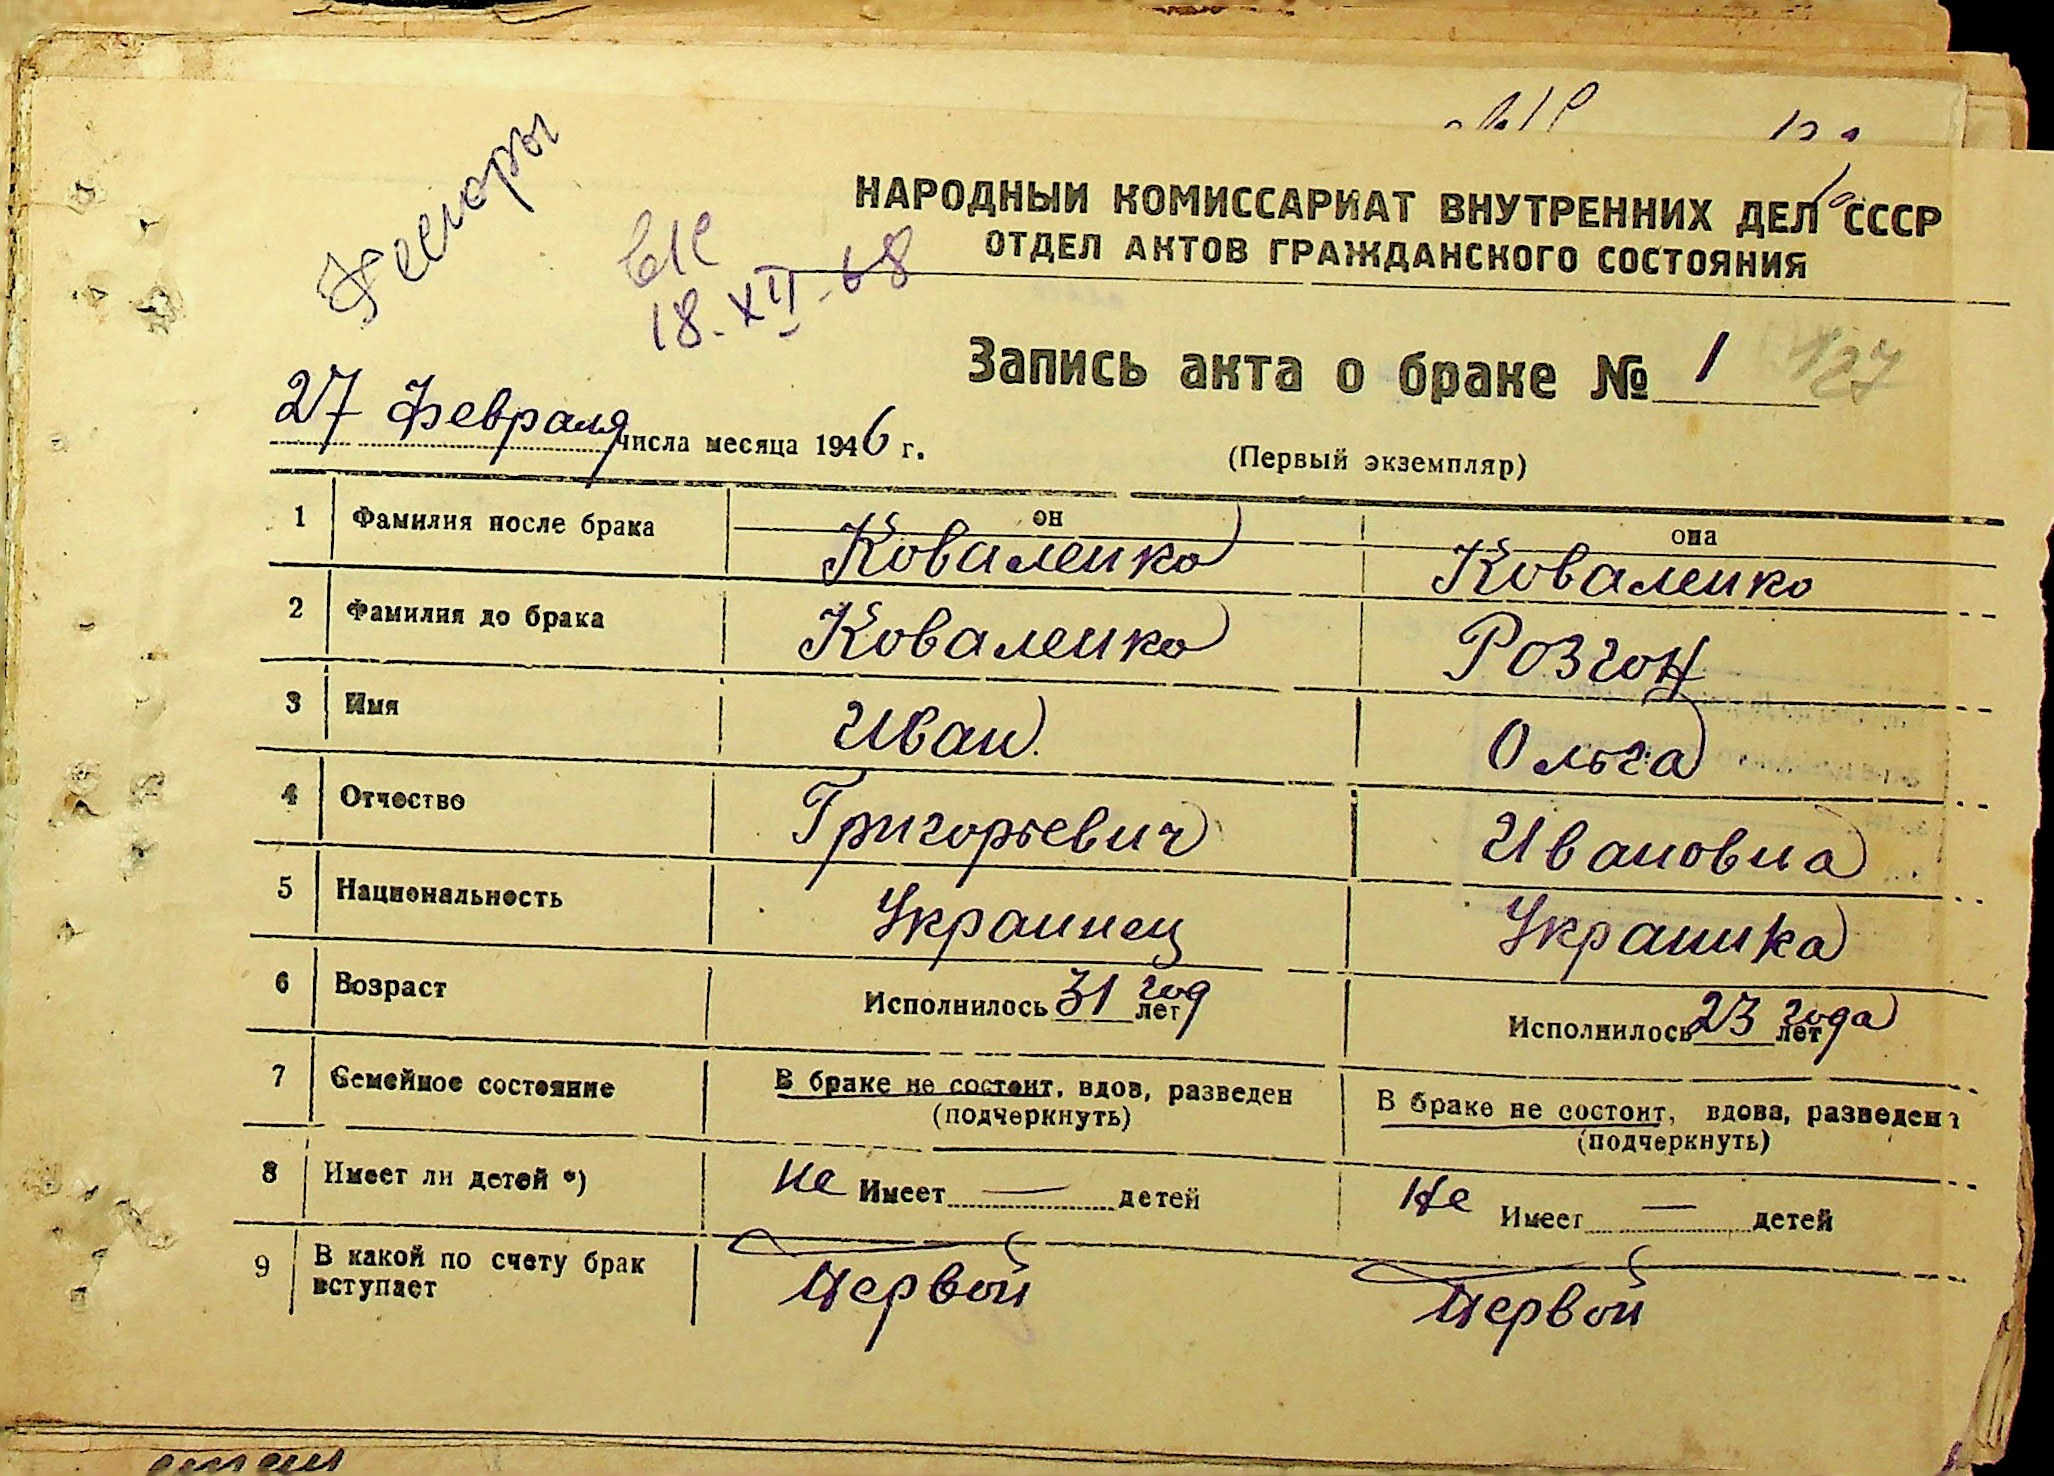 18.XII-68
НАРОДНЫЙ КОМИССАРИАТ ВНУТРЕННИХ ДЕЛ СССР
ОТДЕЛ АКТОВ ГРАЖДАНСКОГО СОСТОЯНИЯ
Запись акта о браке № 1 127
27 февраля числа месяца 1946 г.
(Первый экземпляр)
он она
1 Фамилия после брака Коваленко Коваленко
2 Фамилия до брака Коваленко Розгон
3 Имя Иван Ольга
4 Отчество Григорьевич Ивановна
5 Национальность Украинец Украинка
6 Возраст Исполнилось 31 год лет Исполнилось 23 года лет
7 Семейное состояние В браке не состоит, вдов, разведен В браке не состоит, вдова, разведена
(подчеркнуть) (подчеркнуть)
8 Имеет ли детей *) не Имеет — детей не Имеет — детей
9 В какой по счету брак
вступает Первой Первой